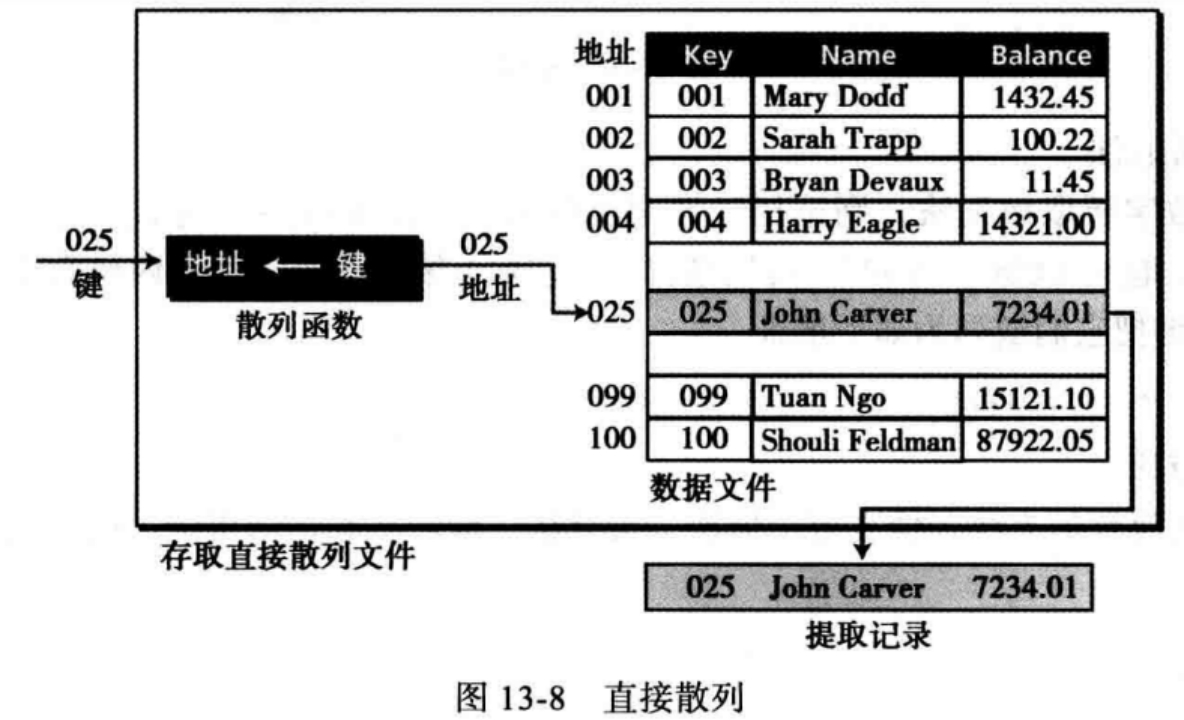 地址 Key Name Balance
001 001 Mary Dodd 1432.45
002 002 Sarah Trapp 100.22
003 003 Bryan Devaux 11.45
004 004 Harry Eagle 14321.00
025
键
地址 ← 键
散列函数
025
地址
025 025 John Carver 7234.01
099 099 Tuan Ngo 15121.10
100 100 Shouli Feldman 87922.05
数据文件
存取直接散列文件
025 John Carver 7234.01
提取记录
图 13-8 直接散列